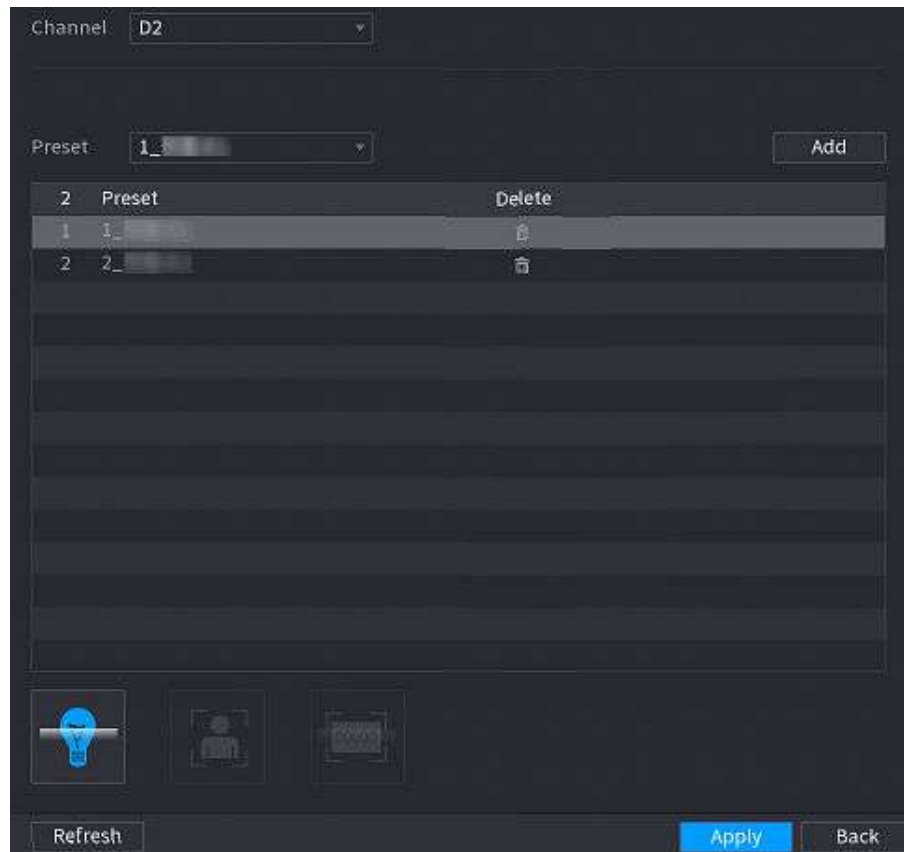 Channel D2
Preset 1_ Add
2 Preset Delete
1 1_
2 2_
Refresh Apply Back